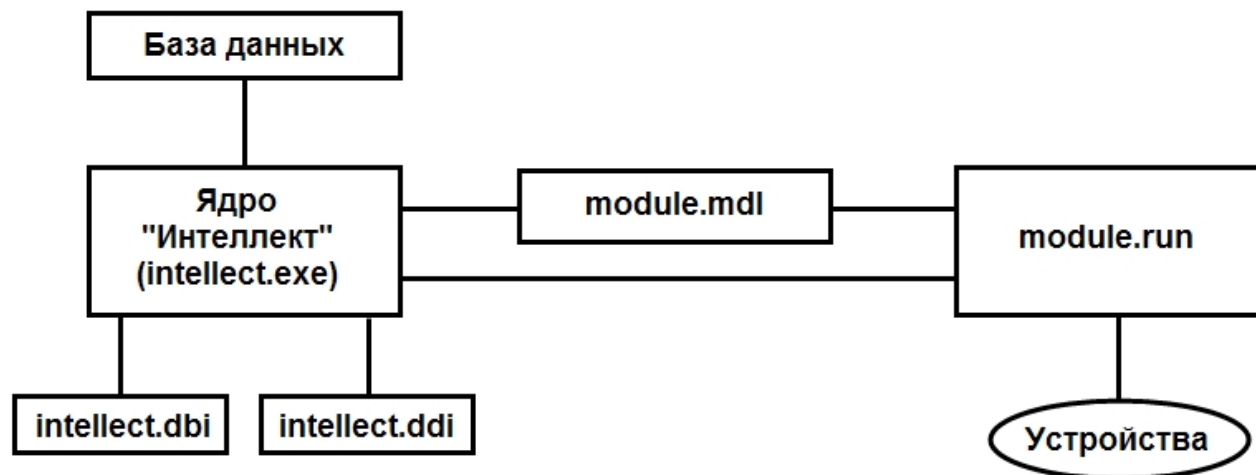 База данных
Ядро
"Интеллект"
(intellect.exe)
module.mdl
module.run
intellect.dbi
intellect.ddi
Устройства